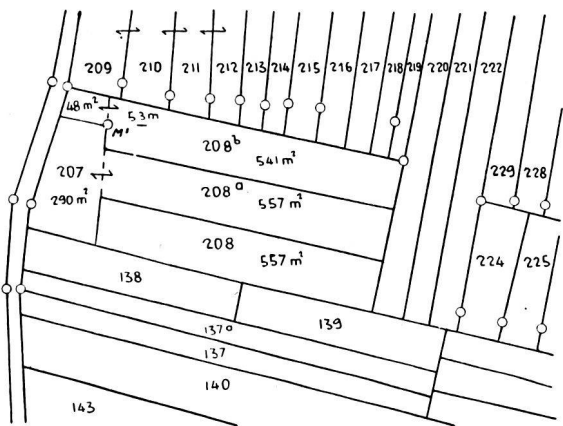 209 210 211 212 213 214 215 216 217 218 219 220 221 222
48 m² 53 m
M'
208ᵇ
541 m²
229 228
207
290 m²
208ᵃ
557 m²
208
557 m²
224 225
138
139
137ᵃ
137
140
143